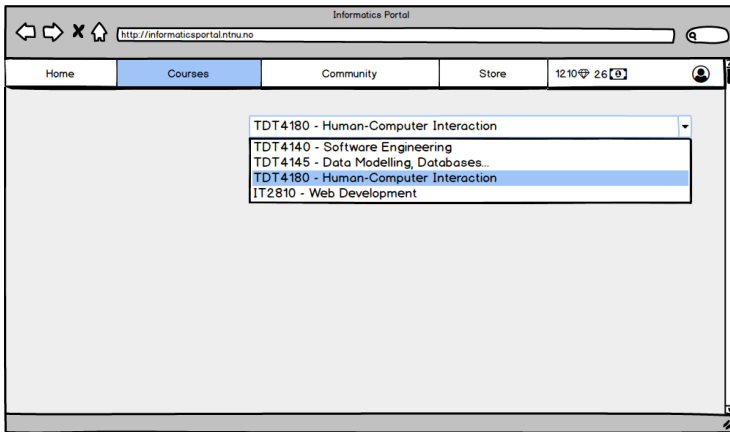 Informatics Portal
http://informaticsportal.ntnu.no
Home Courses Community Store 1210 26
TDT4180 - Human-Computer Interaction
TDT4140 - Software Engineering
TDT4145 - Data Modelling, Databases...
TDT4180 - Human-Computer Interaction
IT2810 - Web Development